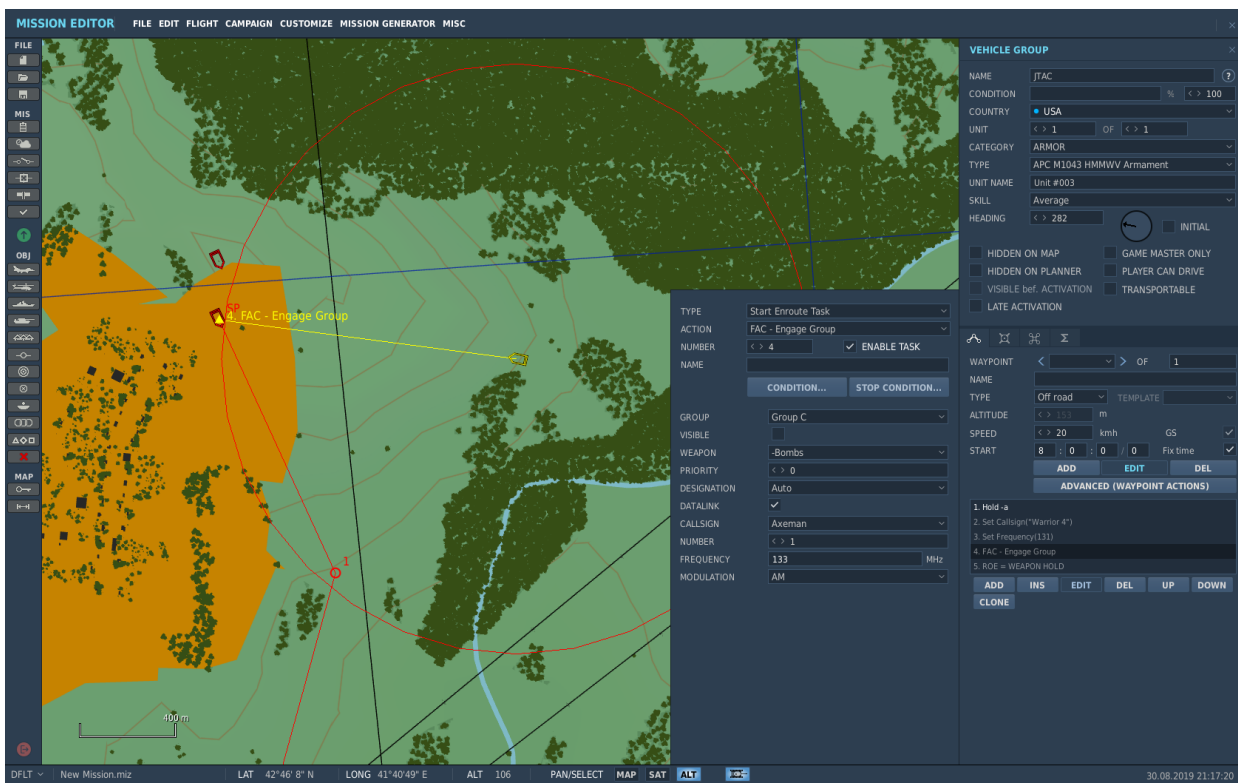 MISSION EDITOR FILE EDIT FLIGHT CAMPAIGN CUSTOMIZE MISSION GENERATOR MISC
FILE
MIS
OBJ
MAP
SP
4. FAC - Engage Group
1
400 m
TYPE Start Enroute Task
ACTION FAC - Engage Group
NUMBER < > 4 ENABLE TASK
NAME
CONDITION... STOP CONDITION...
GROUP Group C
VISIBLE
WEAPON -Bombs
PRIORITY < > 0
DESIGNATION Auto
DATALINK
CALLSIGN Axeman
NUMBER < > 1
FREQUENCY 133 MHz
MODULATION AM
VEHICLE GROUP
NAME JTAC ?
CONDITION % < > 100
COUNTRY USA
UNIT < > 1 OF < > 1
CATEGORY ARMOR
TYPE APC M1043 HMMWV Armament
UNIT NAME Unit #003
SKILL Average
HEADING < > 282 INITIAL
HIDDEN ON MAP GAME MASTER ONLY
HIDDEN ON PLANNER PLAYER CAN DRIVE
VISIBLE bef. ACTIVATION TRANSPORTABLE
LATE ACTIVATION
WAYPOINT < > OF 1
NAME
TYPE Off road TEMPLATE
ALTITUDE < > 153 m
SPEED < > 20 kmh GS
START 8 : 0 : 0 / 0 Fix time
ADD EDIT DEL
ADVANCED (WAYPOINT ACTIONS)
1. Hold -a
2. Set Callsign("Warrior 4")
3. Set Frequency(131)
4. FAC - Engage Group
5. ROE = WEAPON HOLD
ADD INS EDIT DEL UP DOWN
CLONE
DFLT New Mission.miz LAT 42°46' 8" N LONG 41°40'49" E ALT 106 PAN/SELECT MAP SAT ALT 30.08.2019 21:17:20